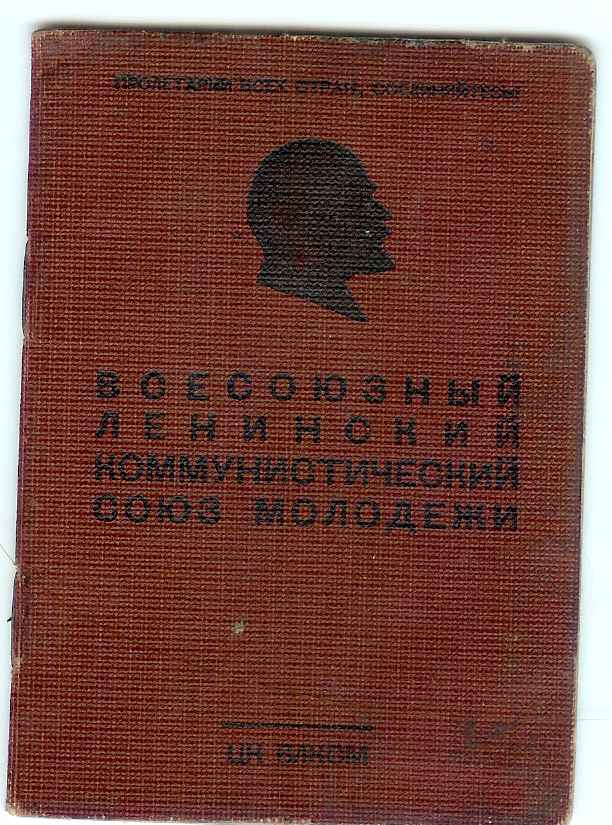 ПРОЛЕТАРИИ ВСЕХ СТРАН, СОЕДИНЯЙТЕСЬ!
ВСЕСОЮЗНЫЙ
ЛЕНИНСКИЙ
КОММУНИСТИЧЕСКИЙ
СОЮЗ МОЛОДЕЖИ
ЦК ВЛКСМ